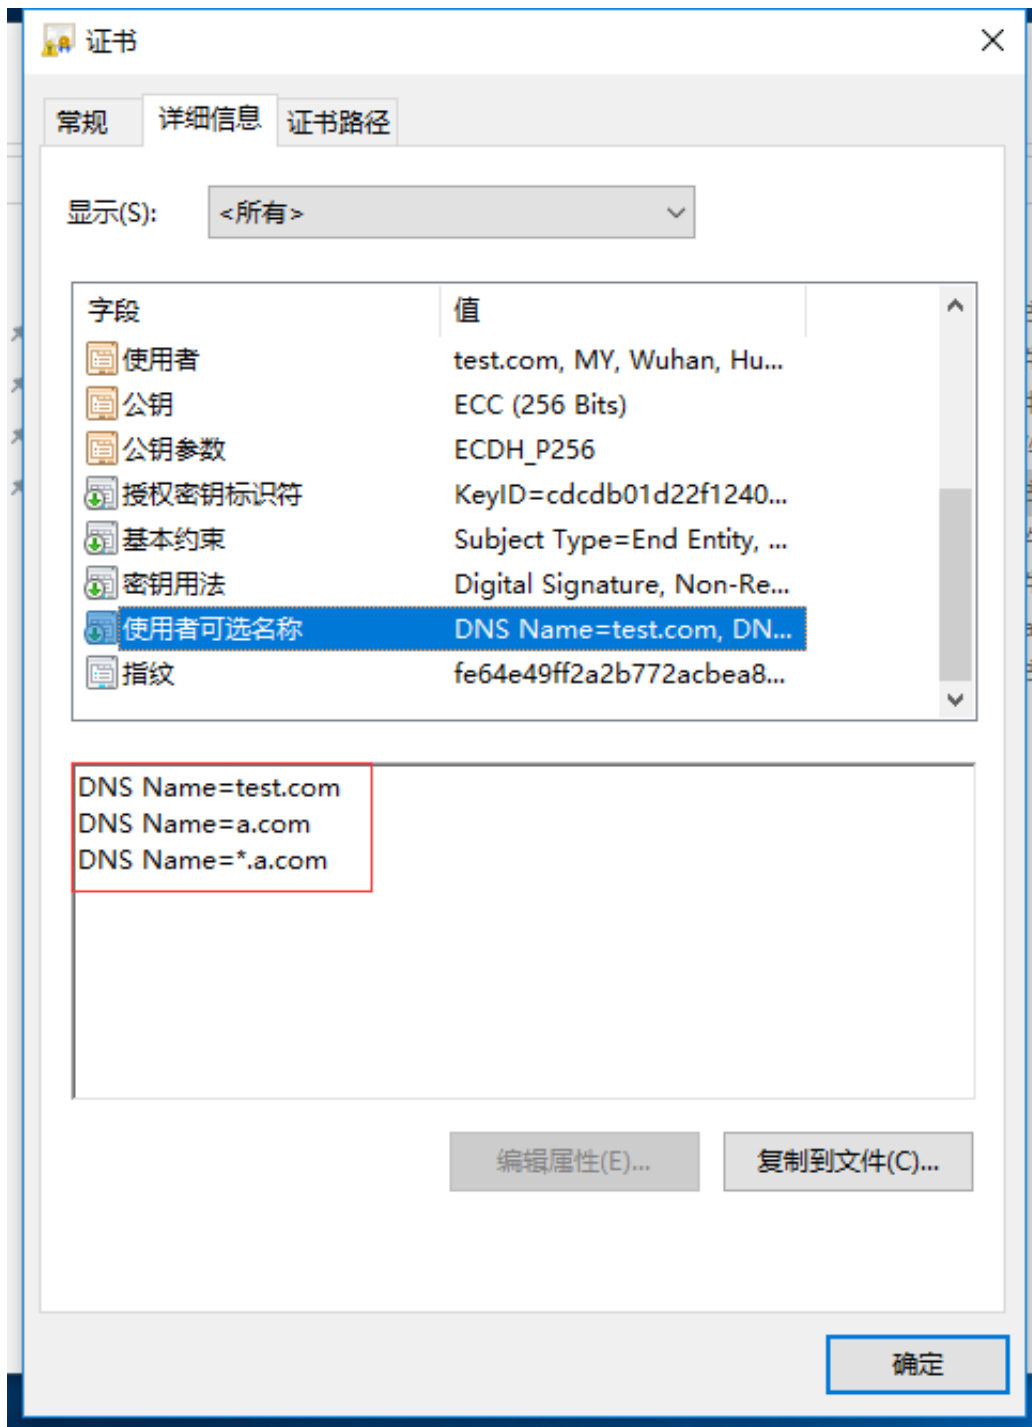 证书
常规 详细信息 证书路径
显示(S): <所有>
字段 值
使用者 test.com, MY, Wuhan, Hu...
公钥 ECC (256 Bits)
公钥参数 ECDH_P256
授权密钥标识符 KeyID=cdcdb01d22f1240...
基本约束 Subject Type=End Entity, ...
密钥用法 Digital Signature, Non-Re...
使用者可选名称 DNS Name=test.com, DN...
指纹 fe64e49ff2a2b772acbea8...
DNS Name=test.com
DNS Name=a.com
DNS Name=*.a.com
编辑属性(E)... 复制到文件(C)...
确定